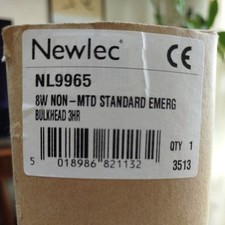 Newlec® CE
NL9965
8W NON-MTD STANDARD EMERG
BULKHEAD 3HR
QTY 1
5 018986 821132 3513